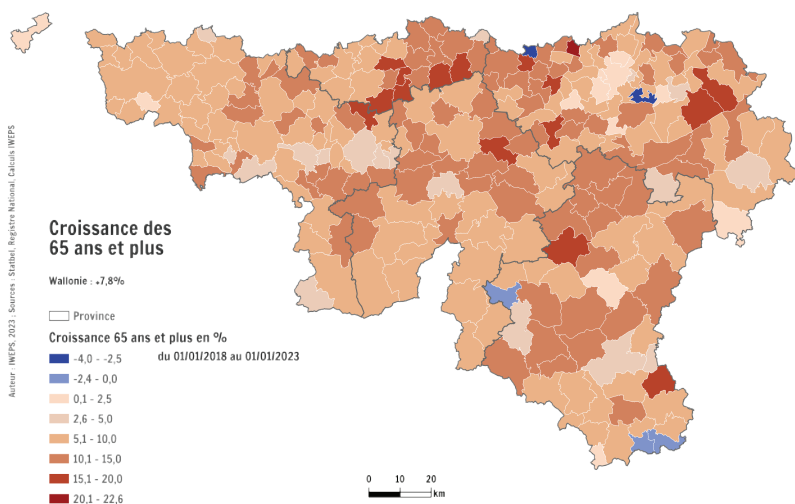 Croissance des
65 ans et plus
Wallonie : +7,8%
Province
Croissance 65 ans et plus en %
du 01/01/2018 au 01/01/2023
-4,0 - -2,5
-2,4 - 0,0
0,1 - 2,5
2,6 - 5,0
5,1 - 10,0
10,1 - 15,0
15,1 - 20,0
20,1 - 22,6
0 10 20
km
Auteur : IWEPS, 2023 ; Sources : Statbel, Registre National, Calculs IWEPS